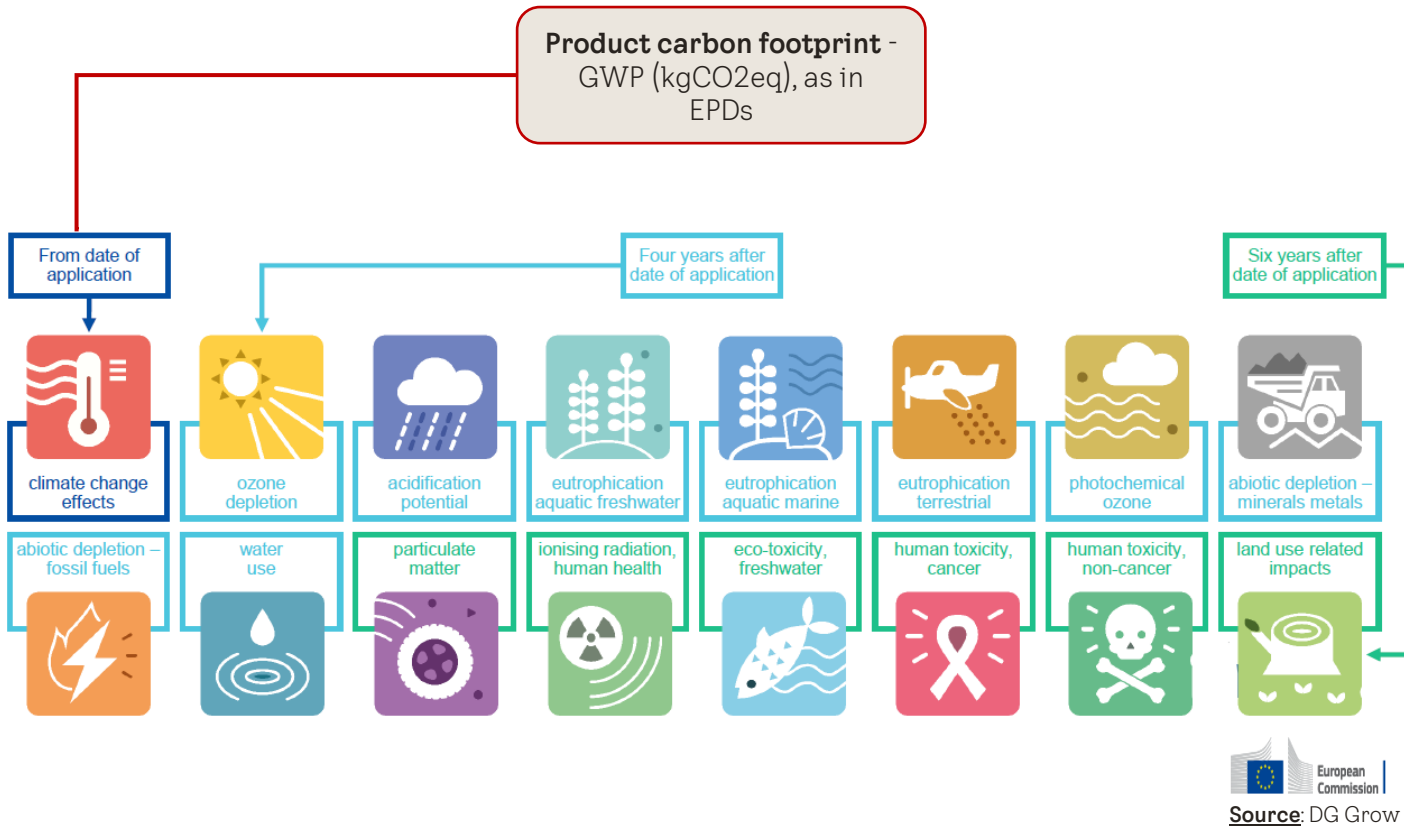 Product carbon footprint -
GWP (kgCO2eq), as in
EPDs
From date of
application
Four years after
date of application
Six years after
date of application
climate change
effects
ozone
depletion
acidification
potential
eutrophication
aquatic freshwater
eutrophication
aquatic marine
eutrophication
terrestrial
photochemical
ozone
abiotic depletion –
minerals metals
abiotic depletion –
fossil fuels
water
use
particulate
matter
ionising radiation,
human health
eco-toxicity,
freshwater
human toxicity,
cancer
human toxicity,
non-cancer
land use related
impacts
European
Commission
Source: DG Grow